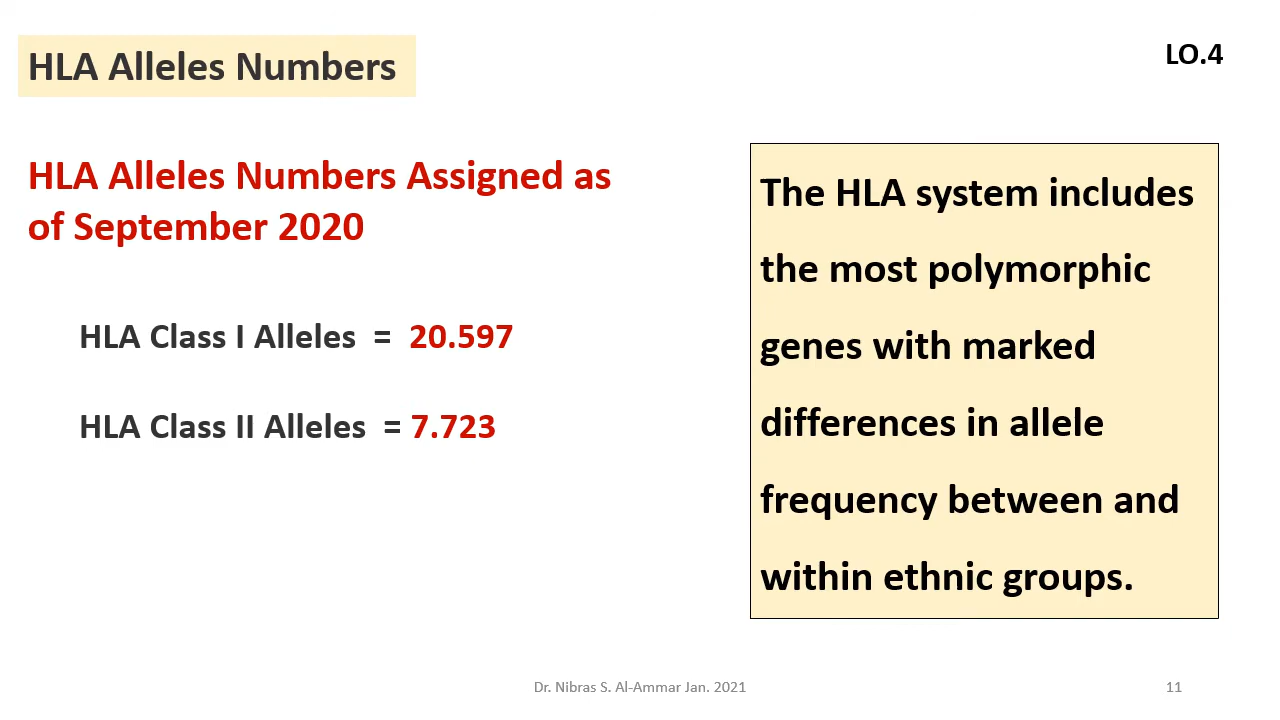 HLA Alleles Numbers
LO.4
HLA Alleles Numbers Assigned as
of September 2020
HLA Class I Alleles = 20.597
HLA Class II Alleles = 7.723
The HLA system includes
the most polymorphic
genes with marked
differences in allele
frequency between and
within ethnic groups.
Dr. Nibras S. Al-Ammar Jan. 2021
11